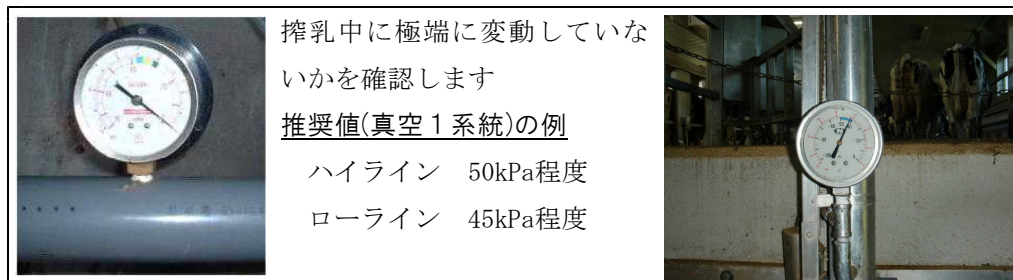 搾乳中に極端に変動していな
いかを確認します
推奨値(真空１系統)の例
ハイライン　50kPa程度
ローライン　45kPa程度